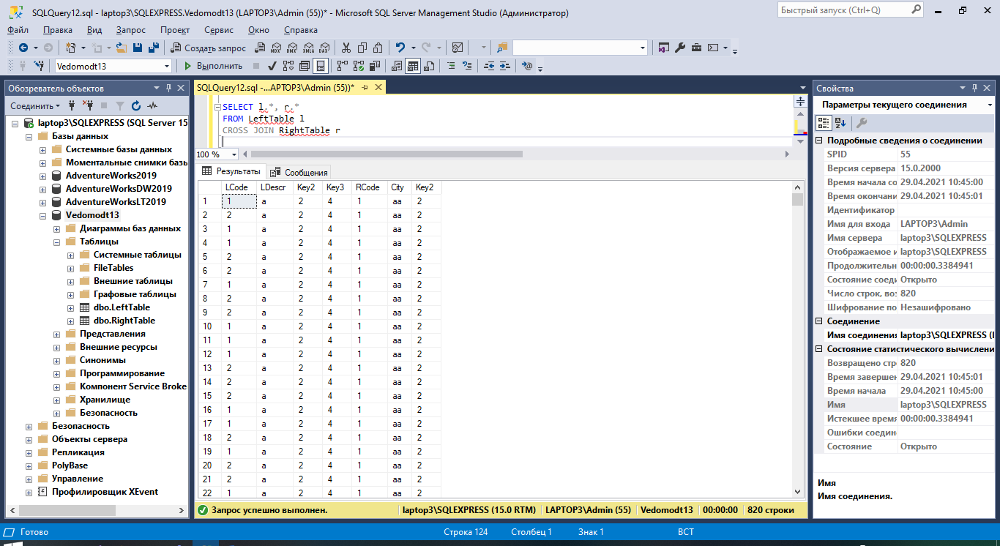 SQLQuery12.sql - laptop3\SQLEXPRESS.Vedomodt13 (LAPTOP3\Admin (55))* - Microsoft SQL Server Management Studio (Администратор)
Быстрый запуск (Ctrl+Q)
Файл Правка Вид Запрос Проект Сервис Окно Справка
Создать запрос MDX DMX XMLA DAX
Vedomodt13 Выполнить
Обозреватель объектов
Соединить
laptop3\SQLEXPRESS (SQL Server 15
Базы данных
Системные базы данных
Моментальные снимки базы
AdventureWorks2019
AdventureWorksDW2019
AdventureWorksLT2019
Vedomodt13
Диаграммы баз данных
Таблицы
Системные таблицы
FileTables
Внешние таблицы
Графовые таблицы
dbo.LeftTable
dbo.RightTable
Представления
Внешние ресурсы
Синонимы
Программирование
Компонент Service Broke
Хранилище
Безопасность
Безопасность
Объекты сервера
Репликация
PolyBase
Управление
Профилировщик XEvent
SQLQuery12.sql -...APTOP3\Admin (55))*
SELECT l.*, r.*
FROM LeftTable l
CROSS JOIN RightTable r
100 %
Результаты Сообщения
LCode LDescr Key2 Key3 RCode City Key2
1 1 a 2 4 1 aa 2
2 2 a 2 4 1 aa 2
3 1 a 2 4 1 aa 2
4 1 a 2 4 1 aa 2
5 2 a 2 4 1 aa 2
6 2 a 2 4 1 aa 2
7 1 a 2 4 1 aa 2
8 2 a 2 4 1 aa 2
9 2 a 2 4 1 aa 2
10 1 a 2 4 1 aa 2
11 1 a 2 4 1 aa 2
12 1 a 2 4 1 aa 2
13 2 a 2 4 1 aa 2
14 2 a 2 4 1 aa 2
15 2 a 2 4 1 aa 2
16 1 a 2 4 1 aa 2
17 1 a 2 4 1 aa 2
18 2 a 2 4 1 aa 2
19 1 a 2 4 1 aa 2
20 2 a 2 4 1 aa 2
21 2 a 2 4 1 aa 2
22 1 a 2 4 1 aa 2
Запрос успешно выполнен. laptop3\SQLEXPRESS (15.0 RTM) LAPTOP3\Admin (55) Vedomodt13 00:00:00 820 строки
Свойства
Параметры текущего соединения
Подробные сведения о соединении
SPID 55
Версия сервера 15.0.2000
Время начала со 29.04.2021 10:45:00
Время окончани 29.04.2021 10:45:01
Идентификатор
Имя для входа LAPTOP3\Admin
Имя сервера laptop3\SQLEXPRESS
Отображаемое и laptop3\SQLEXPRESS
Продолжительн 00:00:00.3384941
Состояние соеди Открыто
Число строк, воз 820
Шифрование по Незашифровано
Соединение
Имя соединения laptop3\SQLEXPRESS (I
Состояние статистического вычислени
Возвращено стр 820
Время завершен 29.04.2021 10:45:01
Время начала 29.04.2021 10:45:00
Имя laptop3\SQLEXPRESS
Истекшее время 00:00:00.3384941
Ошибки соедин
Состояние Открыто
Имя
Имя соединения.
Готово Строка 124 Столбец 1 Знак 1 ВСТ